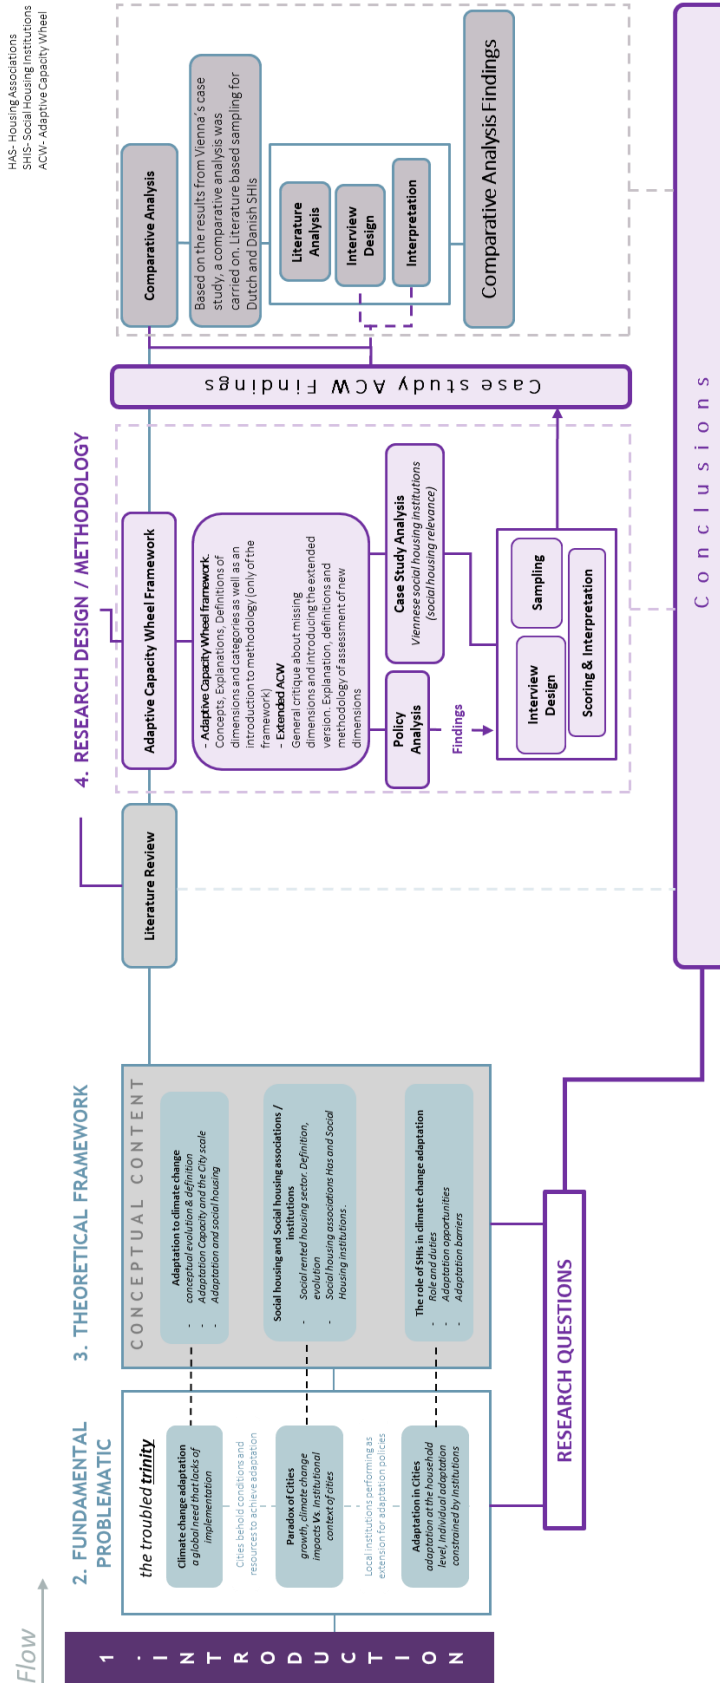 Flow
HAS- Housing Associations
SHIS- Social Housing Institutions
ACW- Adaptive Capacity Wheel
1 . I N T R O D U C T I O N
2. FUNDAMENTAL
PROBLEMATIC
the troubled trinity
Climate change adaptation
a global need that lacks of
implementation
Cities behold conditions and
resources to achieve adaptation
Paradox of Cities
growth, climate change
impacts Vs. Institutional
context of cities
Local institutions performing as
extension for adaptation policies
Adaptation in Cities
adaptation at the household
level, Individual adaptation
constrained by Institutions
3. THEORETICAL FRAMEWORK
CONCEPTUAL CONTENT
Adaptation to climate change
- conceptual evolution & definition
- Adaptation Capacity and the City scale
- Adaptation and social housing
Social housing and Social housing associations /
institutions
- Social rented housing sector. Definition,
evolution
- Social housing associations Has and Social
Housing institutions.
The role of SHIs in climate change adaptation
- Role and duties
- Adaptation opportunities
- Adaptation barriers
RESEARCH QUESTIONS
4. RESEARCH DESIGN / METHODOLOGY
Literature Review
Adaptive Capacity Wheel Framework
- Adaptive Capacity Wheel framework.
Concepts, Explanations, Definitions of
dimensions and categories as well as an
introduction to methodology (only of the
framework)
- Extended ACW
General critique about missing
dimensions and introducing the extended
version. Explanation, definitions and
methodology of assessment of new
dimensions
Policy
Analysis
Findings
Case Study Analysis
Viennese social housing institutions
(social housing relevance)
Interview
Design
Sampling
Scoring & Interpretation
Case study ACW Findings
Comparative Analysis
Based on the results from Vienna´s case
study, a comparative analysis was
carried on. Literature based sampling for
Dutch and Danish SHIs
Literature
Analysis
Interview
Design
Interpretation
Comparative Analysis Findings
Conclusions